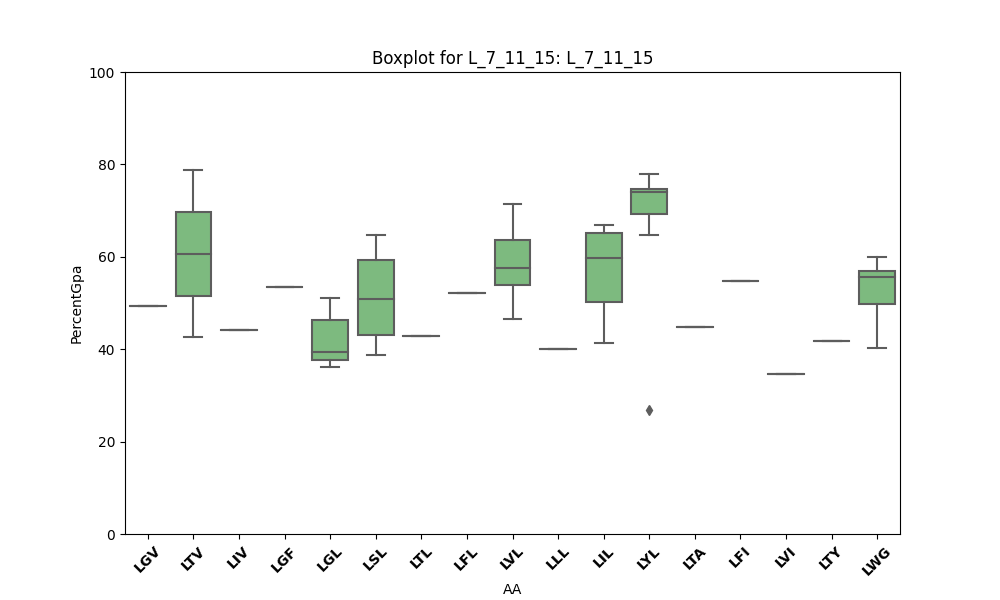 Boxplot for L_7_11_15: L_7_11_15
PercentGpa
100
80
60
40
20
0
LGV LTV LIV LGF LGL LSL LTL LFL LVL LLL LIL LYL LTA LFI LVI LTY LWG
AA